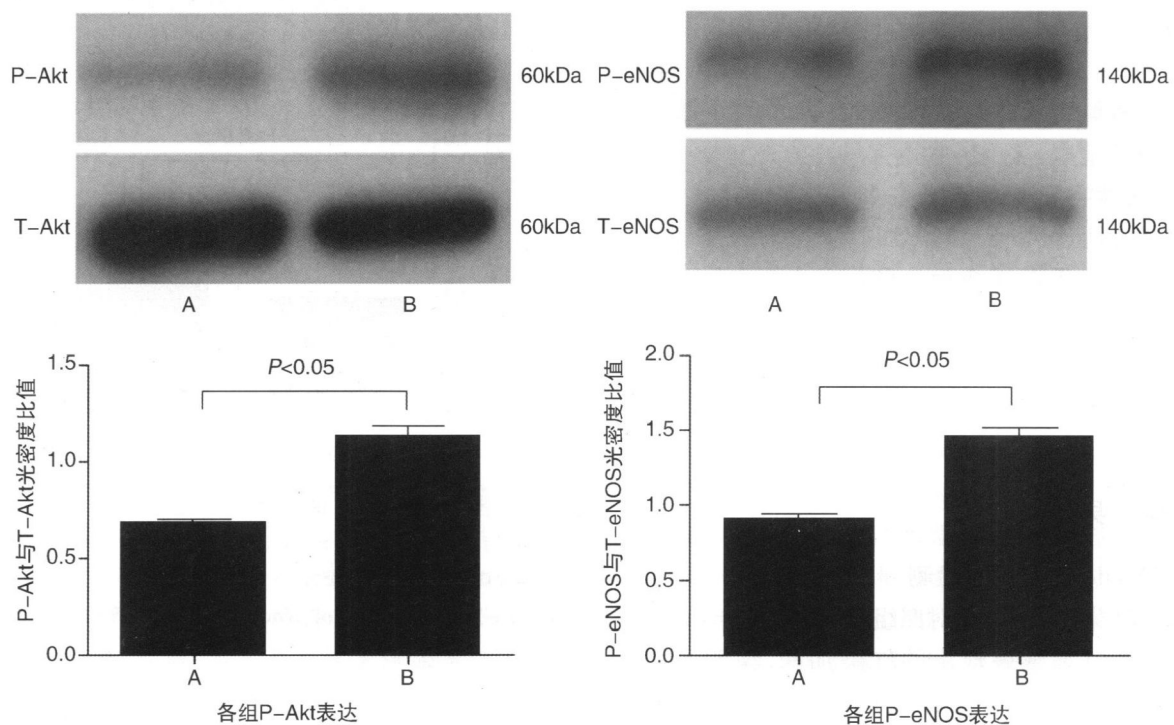 P-Akt 60kDa
T-Akt 60kDa
A B
P-eNOS 140kDa
T-eNOS 140kDa
A B
P-Akt与T-Akt光密度比值
1.5
1.0
0.5
0.0
P<0.05
A B
各组P-Akt表达
P-eNOS与T-eNOS光密度比值
2.0
1.5
1.0
0.5
0.0
P<0.05
A B
各组P-eNOS表达